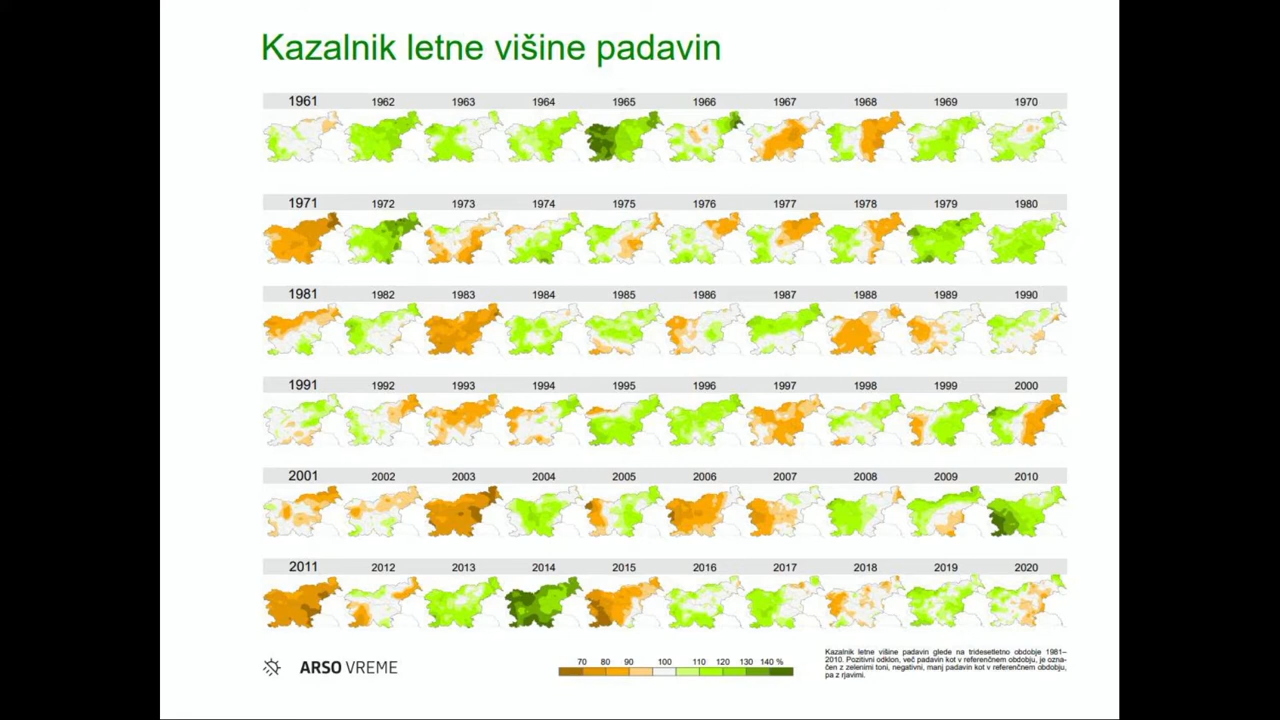 Kazalnik letne višine padavin
1961 1962 1963 1964 1965 1966 1967 1968 1969 1970
1971 1972 1973 1974 1975 1976 1977 1978 1979 1980
1981 1982 1983 1984 1985 1986 1987 1988 1989 1990
1991 1992 1993 1994 1995 1996 1997 1998 1999 2000
2001 2002 2003 2004 2005 2006 2007 2008 2009 2010
2011 2012 2013 2014 2015 2016 2017 2018 2019 2020
ARSO VREME
70 80 90 100 110 120 130 140 %
Kazalnik letne višine padavin glede na tridesetletno obdobje 1981–
2010. Pozitivni odklon, več padavin kot v referenčnem obdobju, je ozna-
čen z zelenimi toni, negativni, manj padavin kot v referenčnem obdobju,
pa z rjavimi.